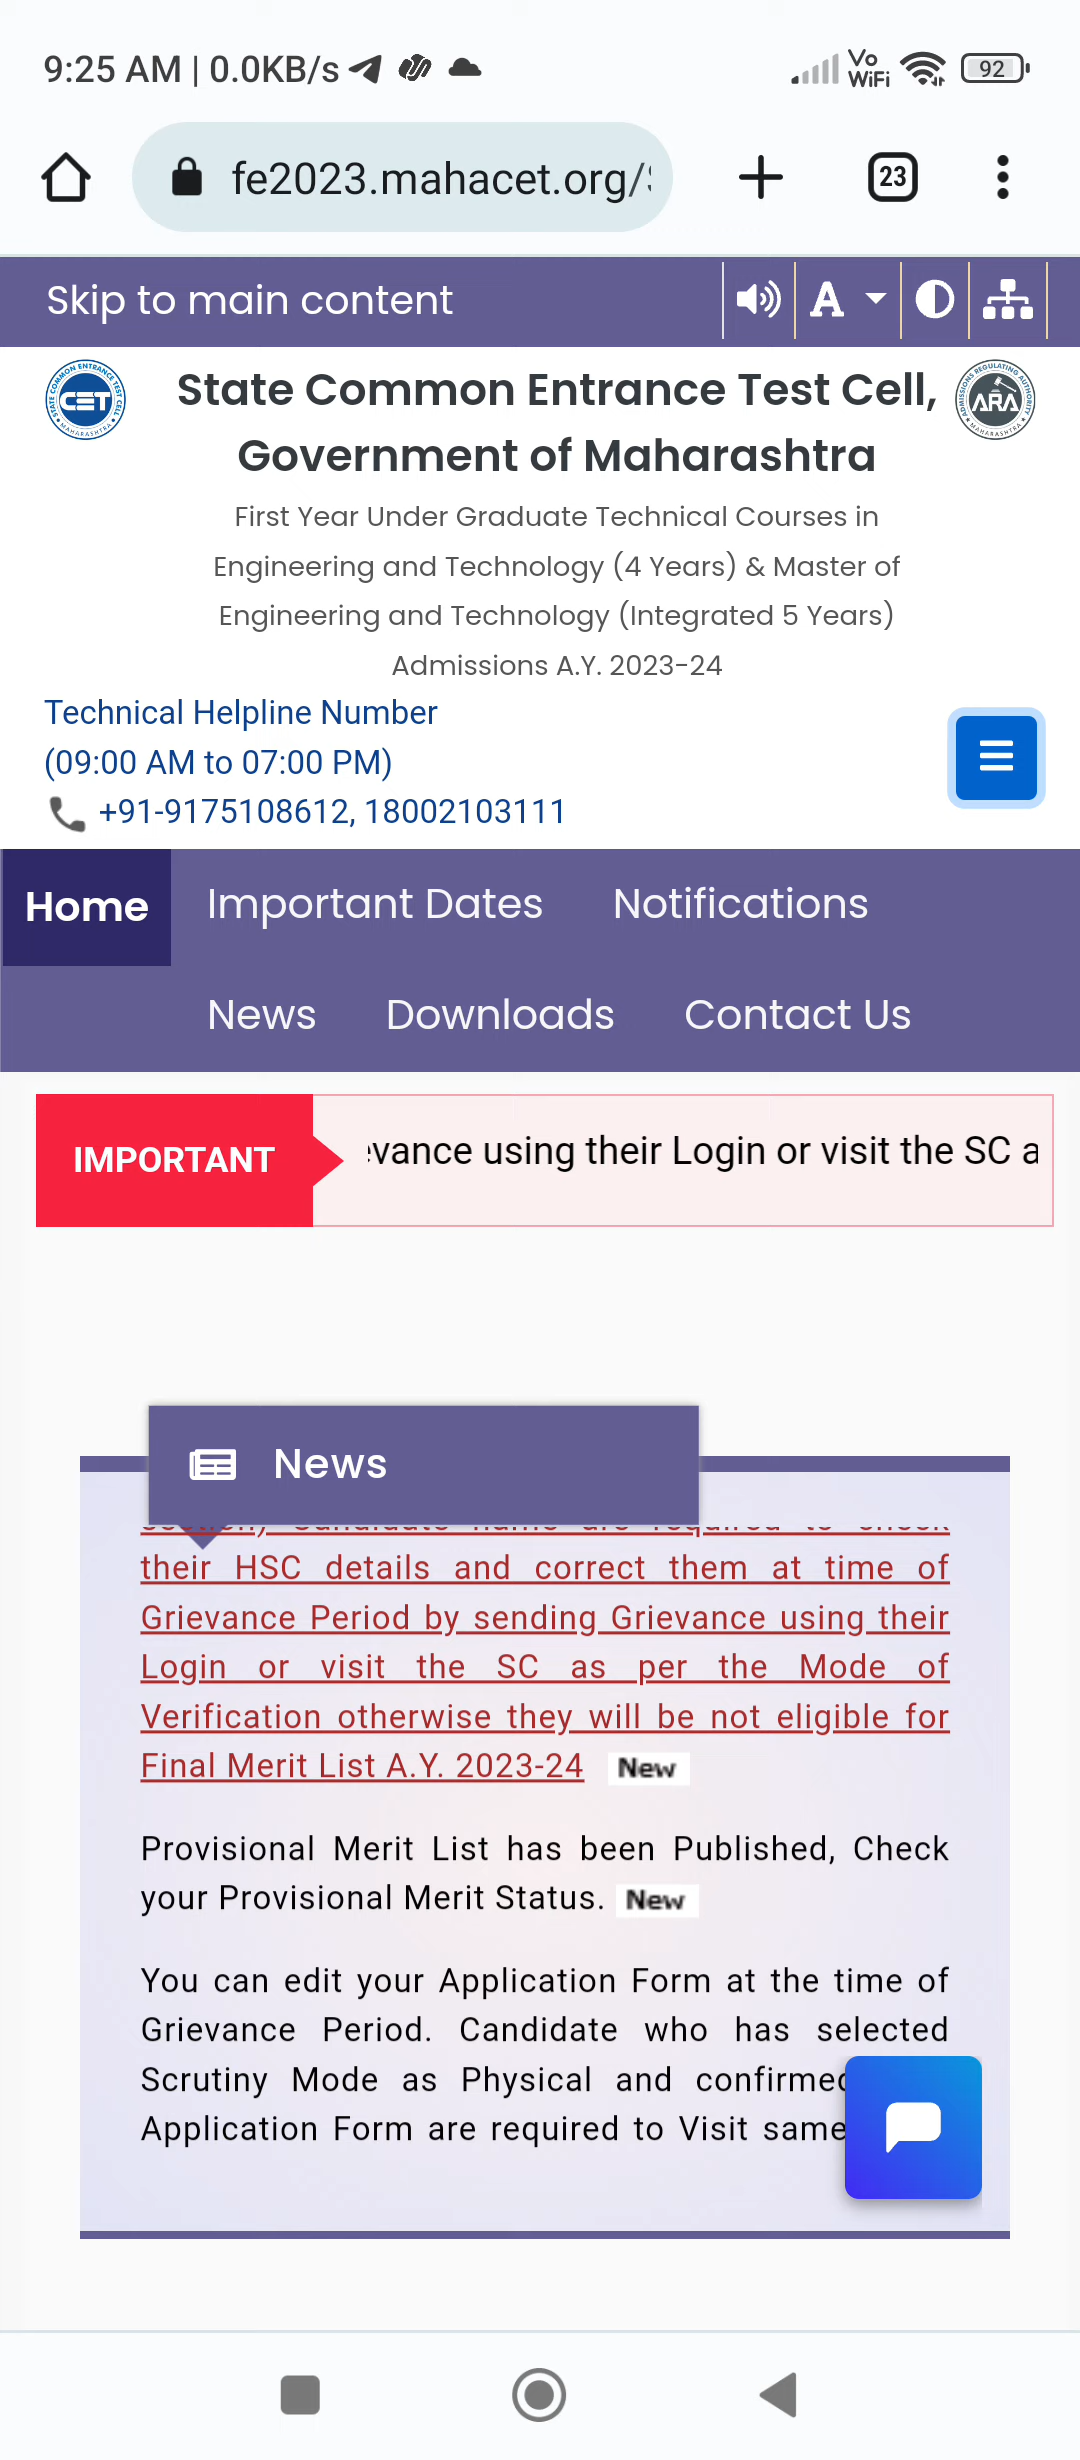 9:25 AM | 0.0KB/s
Vo
WiFi
92
fe2023.mahacet.org/
23
Skip to main content
A
State Common Entrance Test Cell,
Government of Maharashtra
CET
ARA
First Year Under Graduate Technical Courses in
Engineering and Technology (4 Years) & Master of
Engineering and Technology (Integrated 5 Years)
Admissions A.Y. 2023-24
Technical Helpline Number
(09:00 AM to 07:00 PM)
+91-9175108612, 18002103111
Home Important Dates Notifications
News Downloads Contact Us
IMPORTANT
using their Login or visit the SC
News
their HSC details and correct them at time of
Grievance Period by sending Grievance using their
Login or visit the SC as per the Mode of
Verification otherwise they will be not eligible for
Final Merit List A.Y. 2023-24 New
Provisional Merit List has been Published, Check
your Provisional Merit Status. New
You can edit your Application Form at the time of
Grievance Period. Candidate who has selected
Scrutiny Mode as Physical and
Application Form are required to Visit same